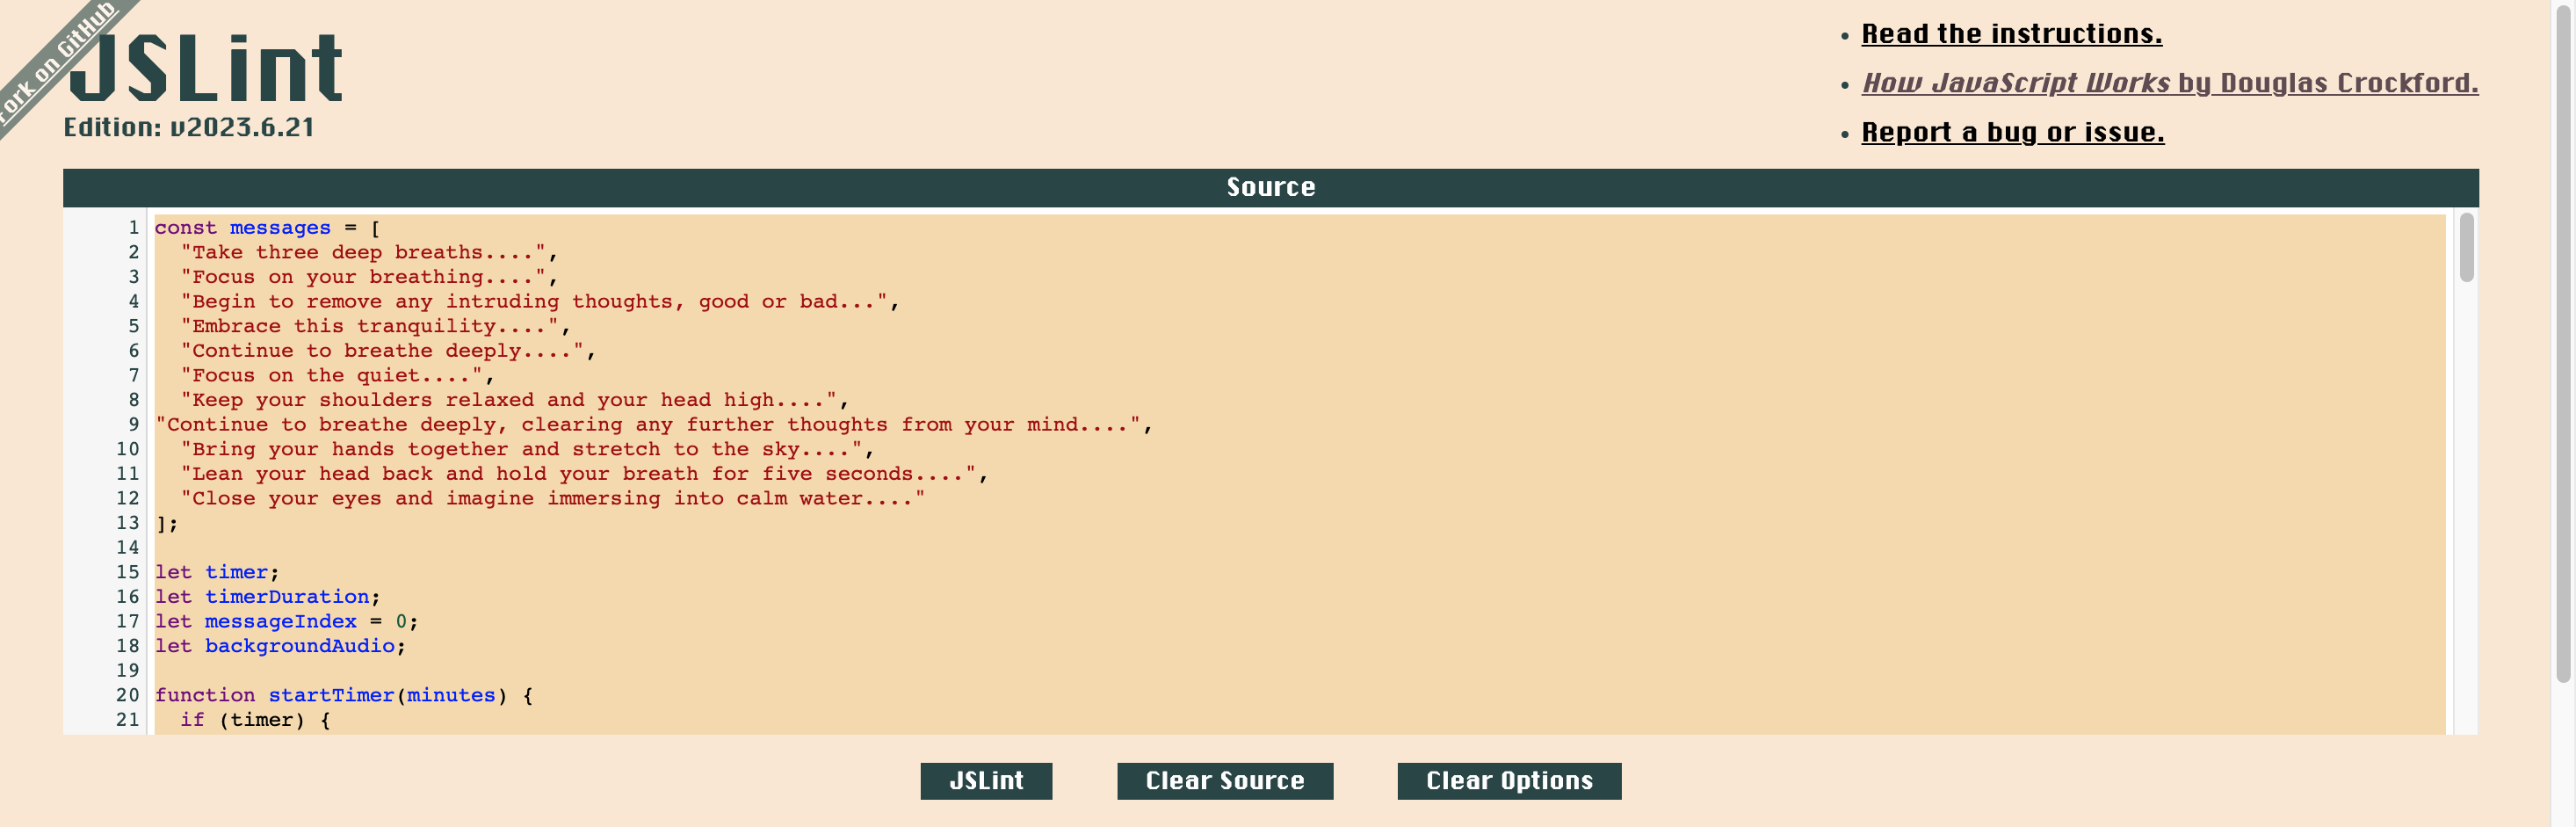 Fork on GitHub
JSLint
Edition: v2023.6.21
• Read the instructions.
• How JavaScript Works by Douglas Crockford.
• Report a bug or issue.
Source
1 const messages = [
2   "Take three deep breaths....",
3   "Focus on your breathing....",
4   "Begin to remove any intruding thoughts, good or bad...",
5   "Embrace this tranquility....",
6   "Continue to breathe deeply....",
7   "Focus on the quiet....",
8   "Keep your shoulders relaxed and your head high....",
9 "Continue to breathe deeply, clearing any further thoughts from your mind....",
10   "Bring your hands together and stretch to the sky....",
11   "Lean your head back and hold your breath for five seconds....",
12   "Close your eyes and imagine immersing into calm water...."
13 ];
14
15 let timer;
16 let timerDuration;
17 let messageIndex = 0;
18 let backgroundAudio;
19
20 function startTimer(minutes) {
21   if (timer) {
JSLint
Clear Source
Clear Options